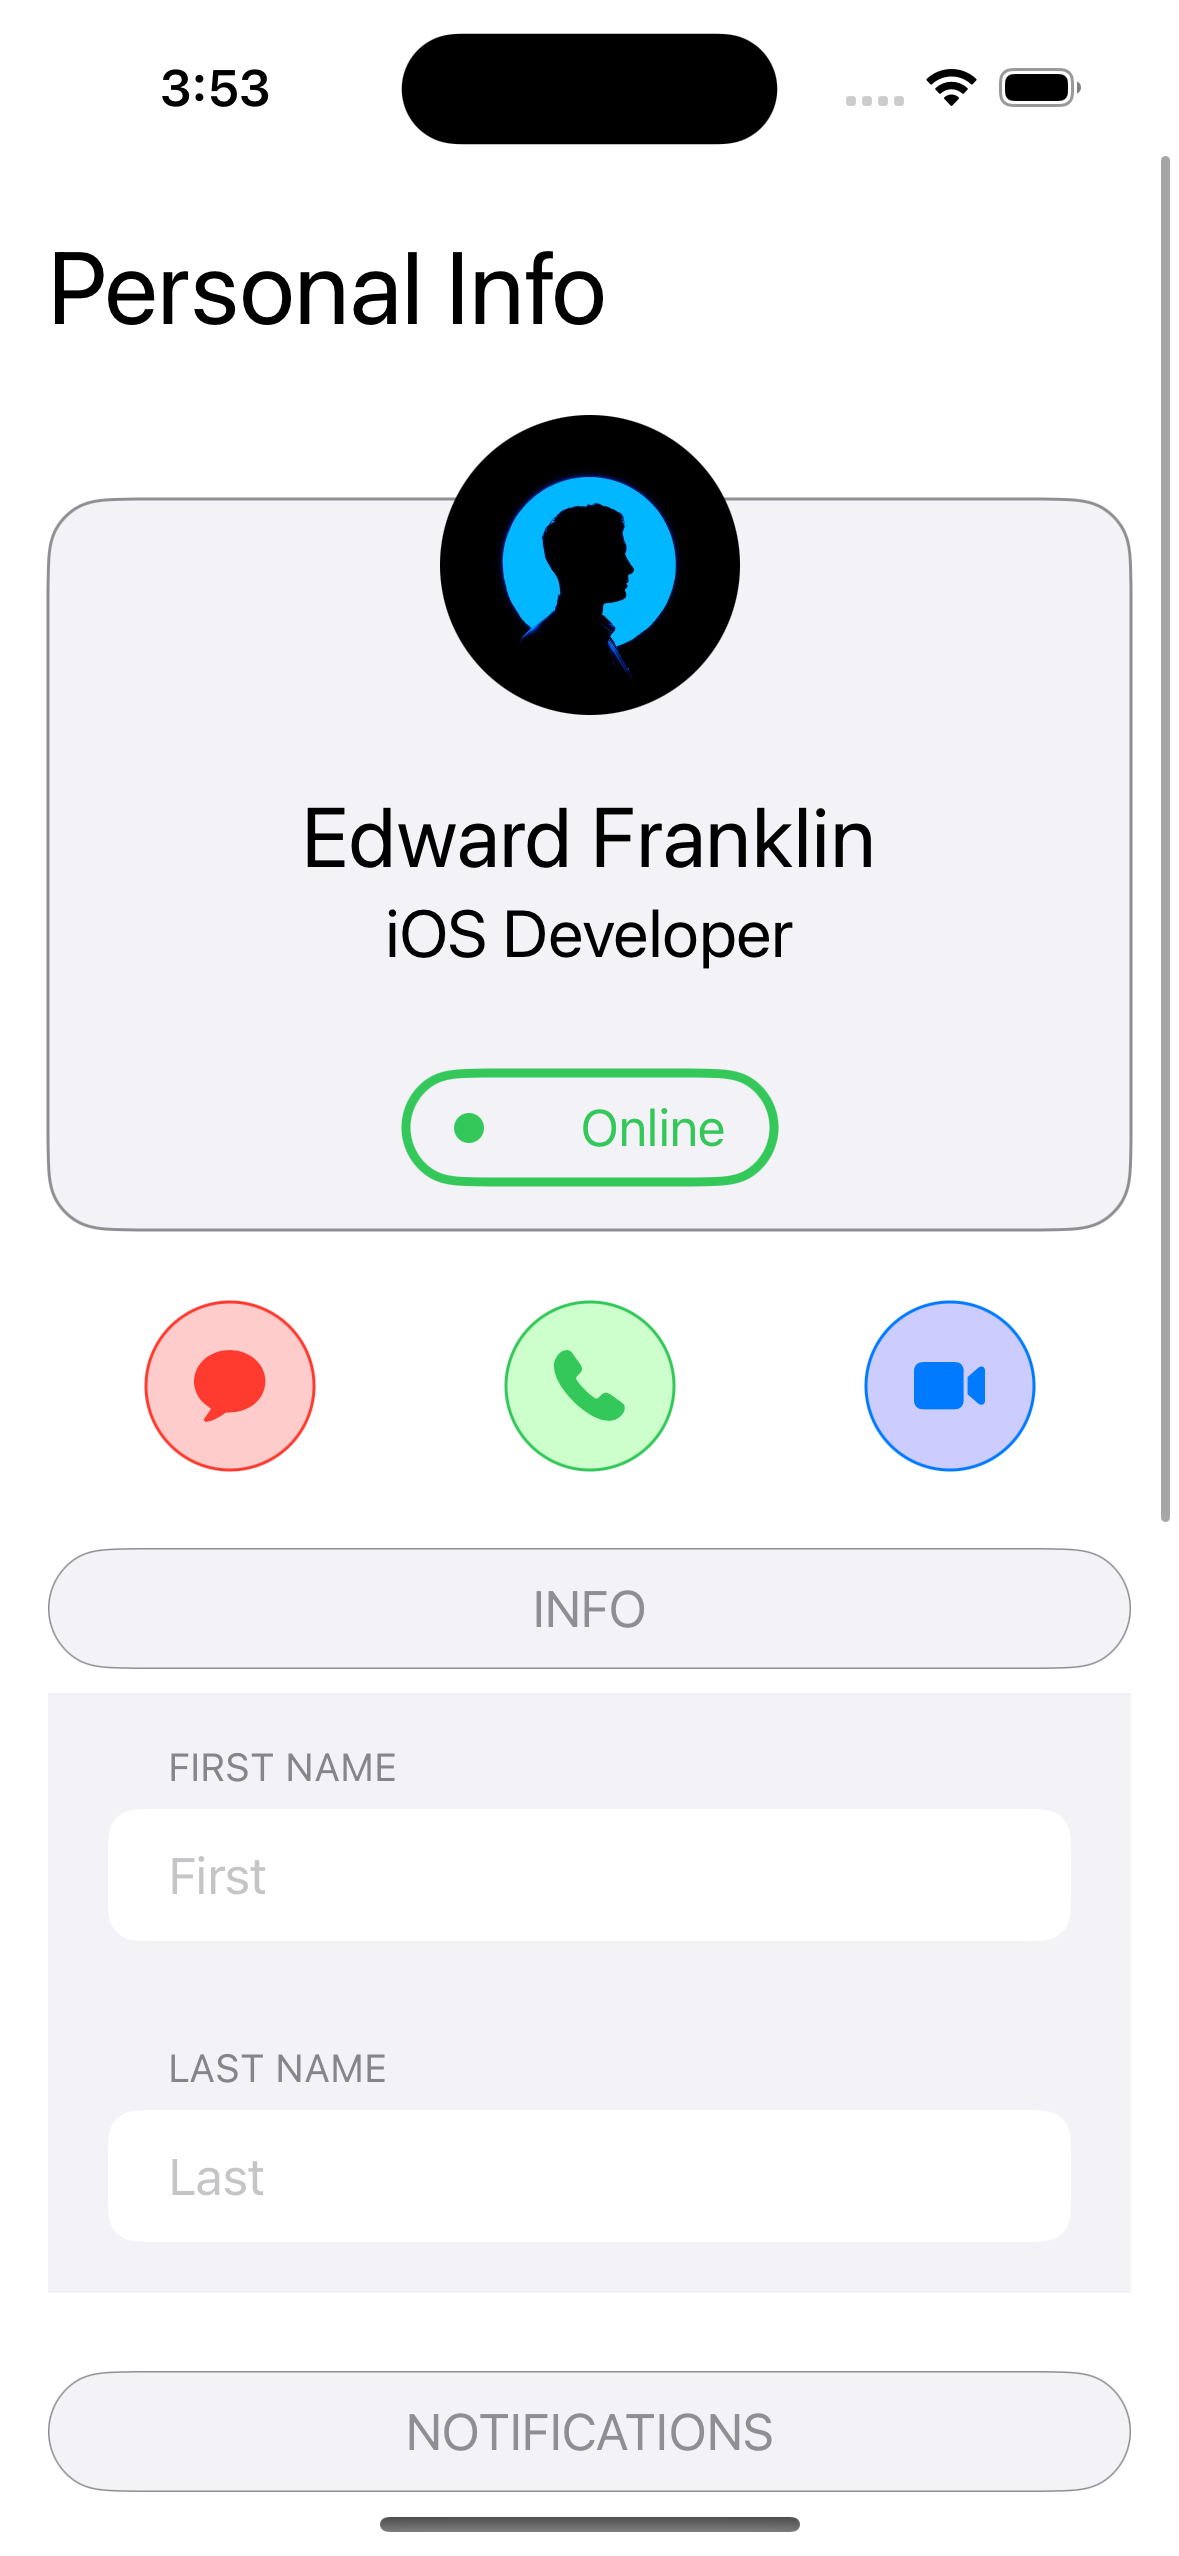 3:53
Personal Info
Edward Franklin
iOS Developer
Online
INFO
FIRST NAME
First
LAST NAME
Last
NOTIFICATIONS